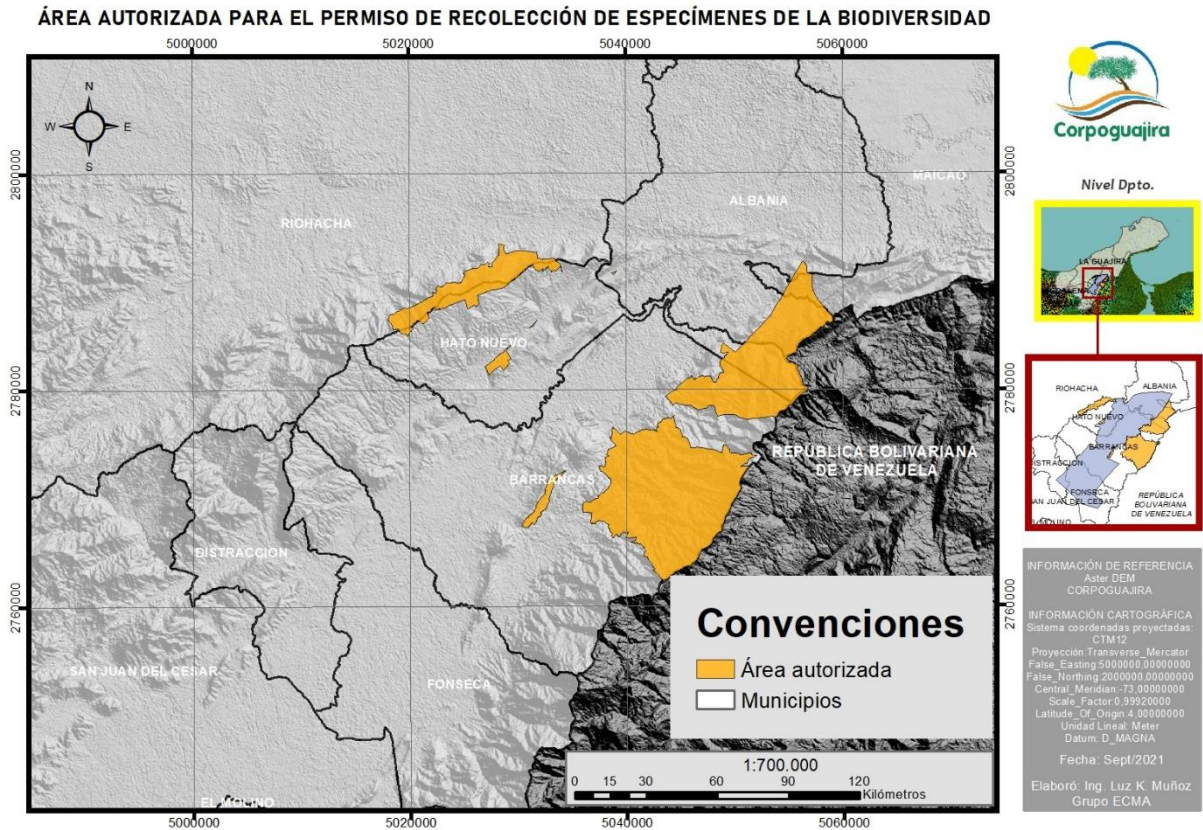 ÁREA AUTORIZADA PARA EL PERMISO DE RECOLECCIÓN DE ESPECÍMENES DE LA BIODIVERSIDAD
5000000 5020000 5040000 5060000
N
W E
S
2800000
2800000
MAICAO
ALBANIA
RIOHACHA
HATO NUEVO
2780000
2780000
REPÚBLICA BOLIVARIANA
DE VENEZUELA
BARRANCAS
DISTRACCION
2760000
2760000
SAN JUAN DEL CESAR
FONSECA
EL MOLINO
Convenciones
Área autorizada
Municipios
1:700.000
0 15 30 60 90 120
Kilómetros
5000000 5020000 5040000 5060000
Corpoguajira
Nivel Dpto.
LA GUAJIRA
RIOHACHA
ALBANIA
HATO NUEVO
BARRANCAS
DISTRACCION
FONSECA
SAN JUAN DEL CESAR
REPÚBLICA
BOLIVARIANA
DE VENEZUELA
INFORMACIÓN DE REFERENCIA
Aster DEM
CORPOGUAJIRA
INFORMACIÓN CARTOGRÁFICA
Sistema coordenadas proyectadas:
CTM12
Proyección:Transverse_Mercator
False_Easting:5000000,00000000
False_Northing:2000000,00000000
Central_Meridian:-73,00000000
Scale_Factor:0,99920000
Latitude_Of_Origin:4,00000000
Unidad Lineal: Meter
Datum: D_MAGNA
Fecha: Sept/2021
Elaboró: Ing. Luz K. Muñoz
Grupo ECMA